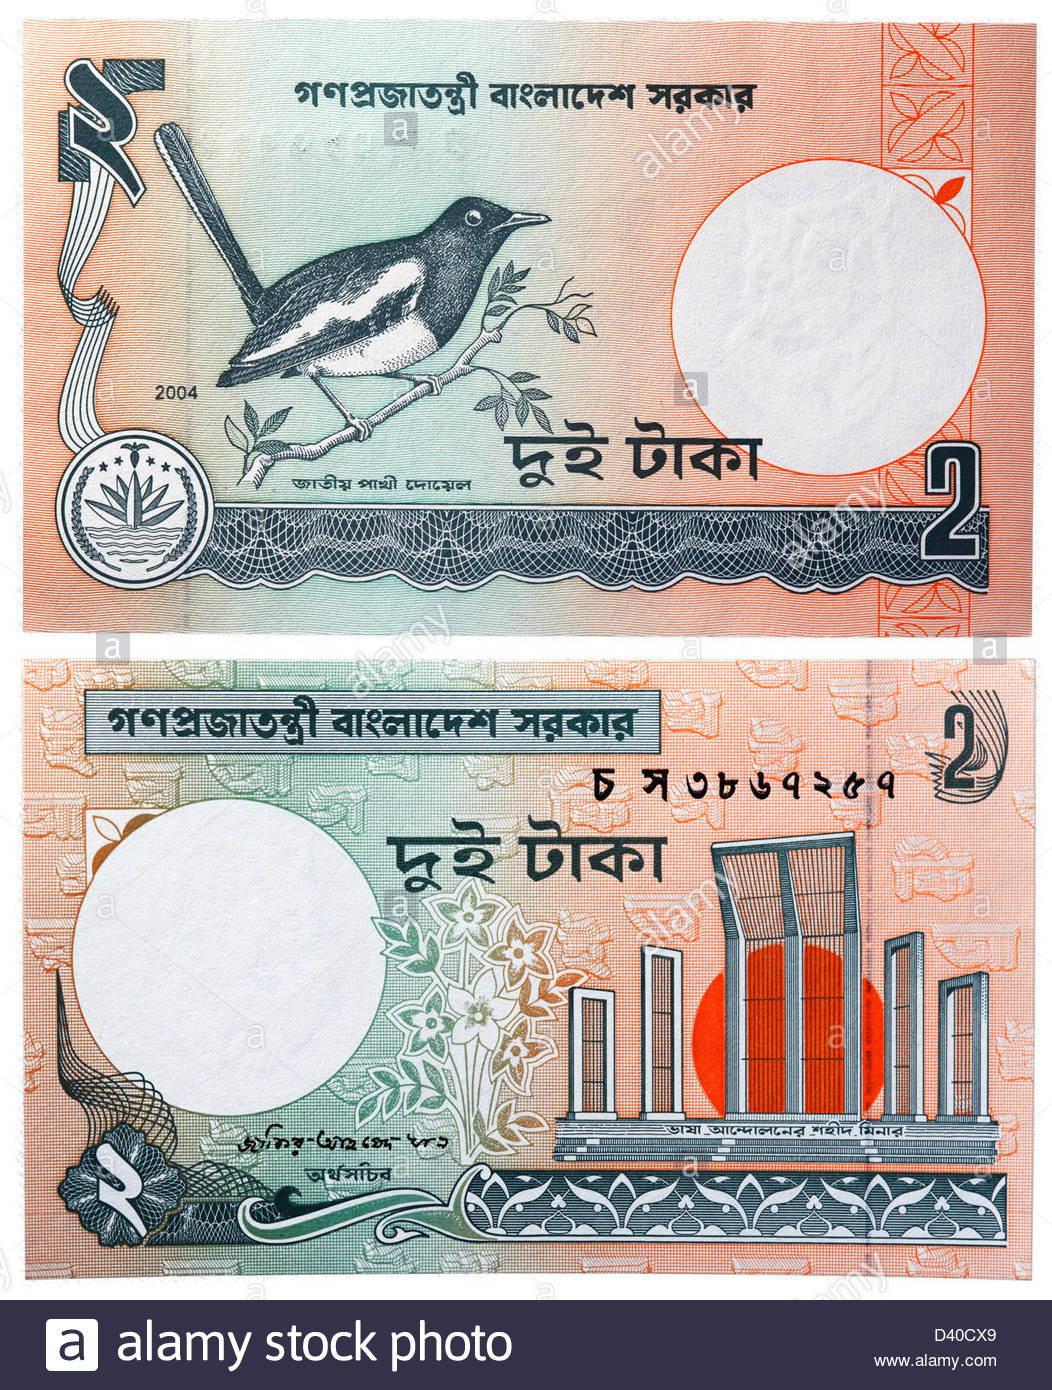 ২
গণপ্রজাতন্ত্রী বাংলাদেশ সরকার
2004
দুই টাকা
জাতীয় পাখী দোয়েল
2
গণপ্রজাতন্ত্রী বাংলাদেশ সরকার
2
চ স ৩৮৬৭২৫৭
দুই টাকা
ভাষা আন্দোলনের শহীদ মিনার
অর্থসচিব
২
alamy stock photo
D40CX9
www.alamy.com